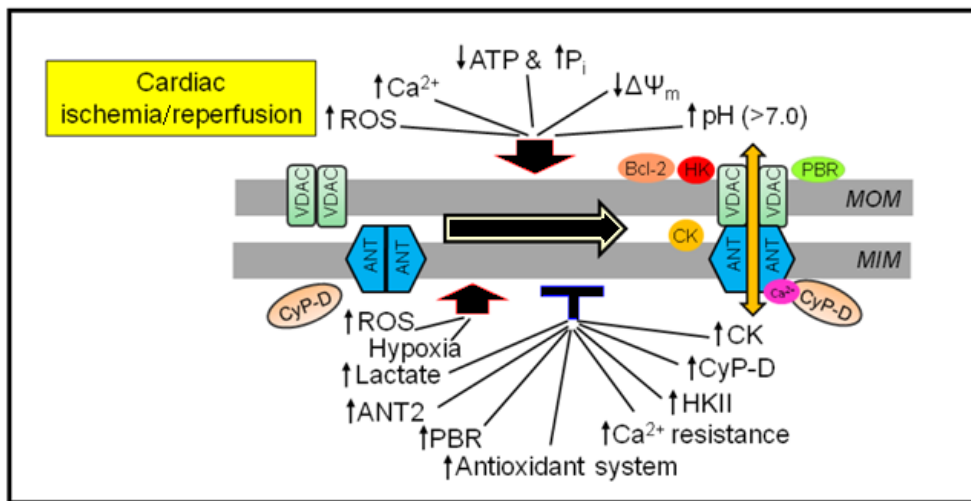 Cardiac
ischemia/reperfusion
↓ATP & ↑Pᵢ
↑Ca²⁺
↓ΔΨₘ
↑ROS
↑pH (>7.0)
Bcl-2
HK
PBR
VDAC
VDAC
VDAC
VDAC
MOM
CK
ANT
ANT
ANT
ANT
MIM
Ca²⁺
CyP-D
CyP-D
↑ROS
Hypoxia
↑Lactate
↑ANT2
↑PBR
↑Antioxidant system
↑Ca²⁺ resistance
↑HKII
↑CyP-D
↑CK